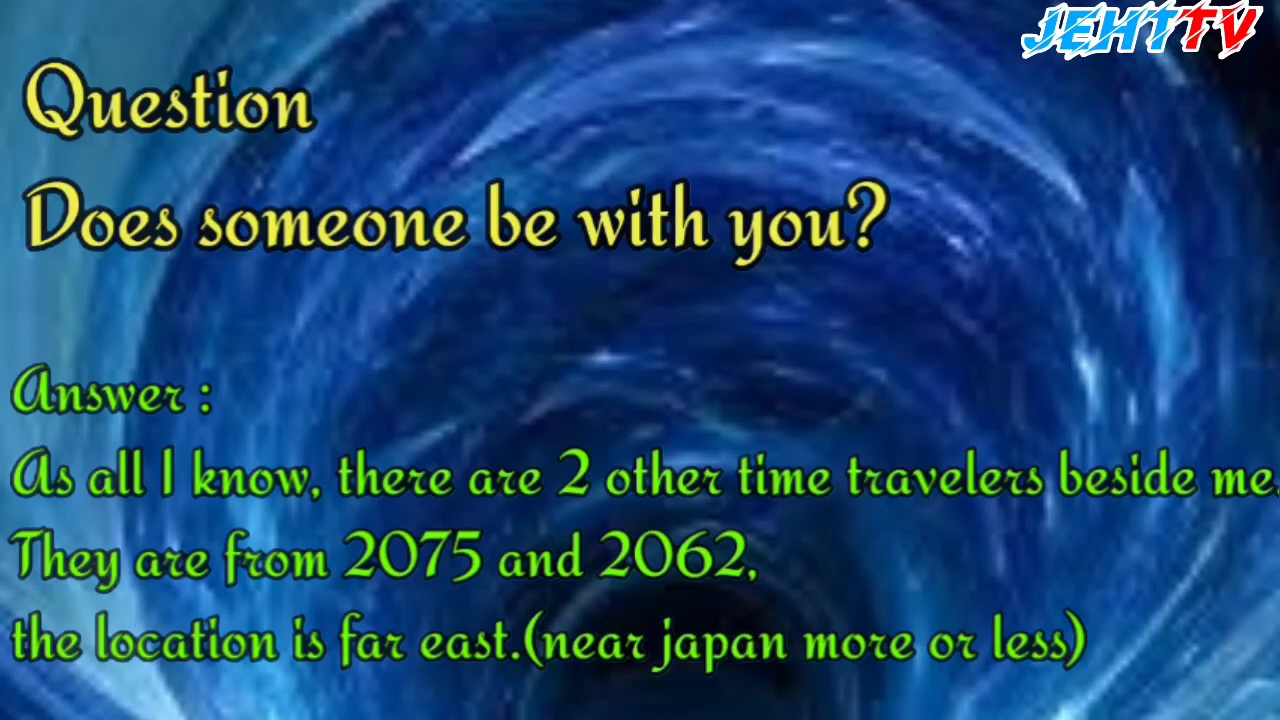 JEHTTV
Question
Does someone be with you?
Answer :
As all I know, there are 2 other time travelers beside me.
They are from 2075 and 2062,
the location is far east.(near japan more or less)